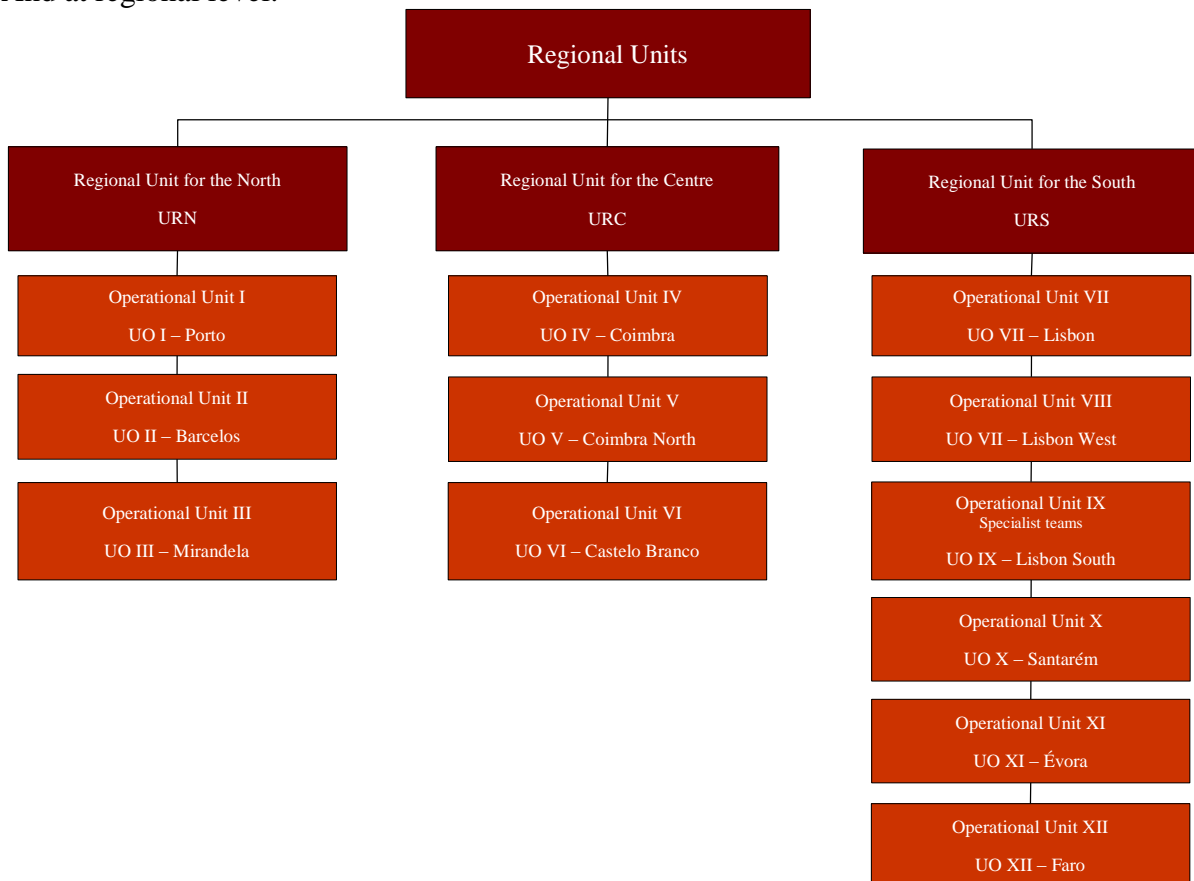 And at regional level:
Regional Units
Regional Unit for the North
URN
Operational Unit I
UO I – Porto
Operational Unit II
UO II – Barcelos
Operational Unit III
UO III – Mirandela
Regional Unit for the Centre
URC
Operational Unit IV
UO IV – Coimbra
Operational Unit V
UO V – Coimbra North
Operational Unit VI
UO VI – Castelo Branco
Regional Unit for the South
URS
Operational Unit VII
UO VII – Lisbon
Operational Unit VIII
UO VII – Lisbon West
Operational Unit IX
Specialist teams
UO IX – Lisbon South
Operational Unit X
UO X – Santarém
Operational Unit XI
UO XI – Évora
Operational Unit XII
UO XII – Faro